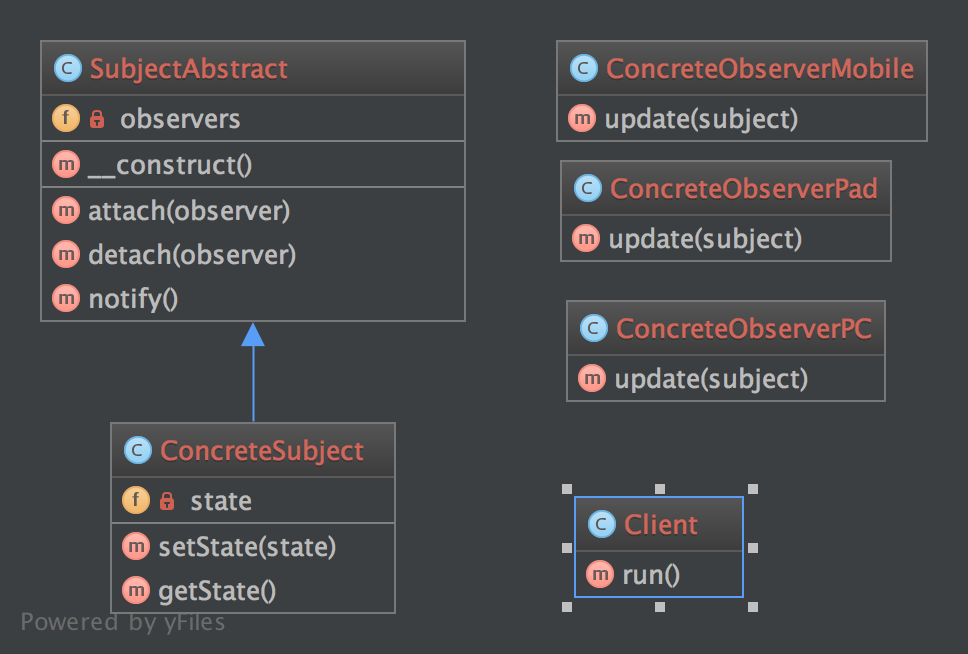 C SubjectAbstract
f observers
m __construct()
m attach(observer)
m detach(observer)
m notify()
C ConcreteSubject
f state
m setState(state)
m getState()
C ConcreteObserverMobile
m update(subject)
C ConcreteObserverPad
m update(subject)
C ConcreteObserverPC
m update(subject)
C Client
m run()
Powered by yFiles